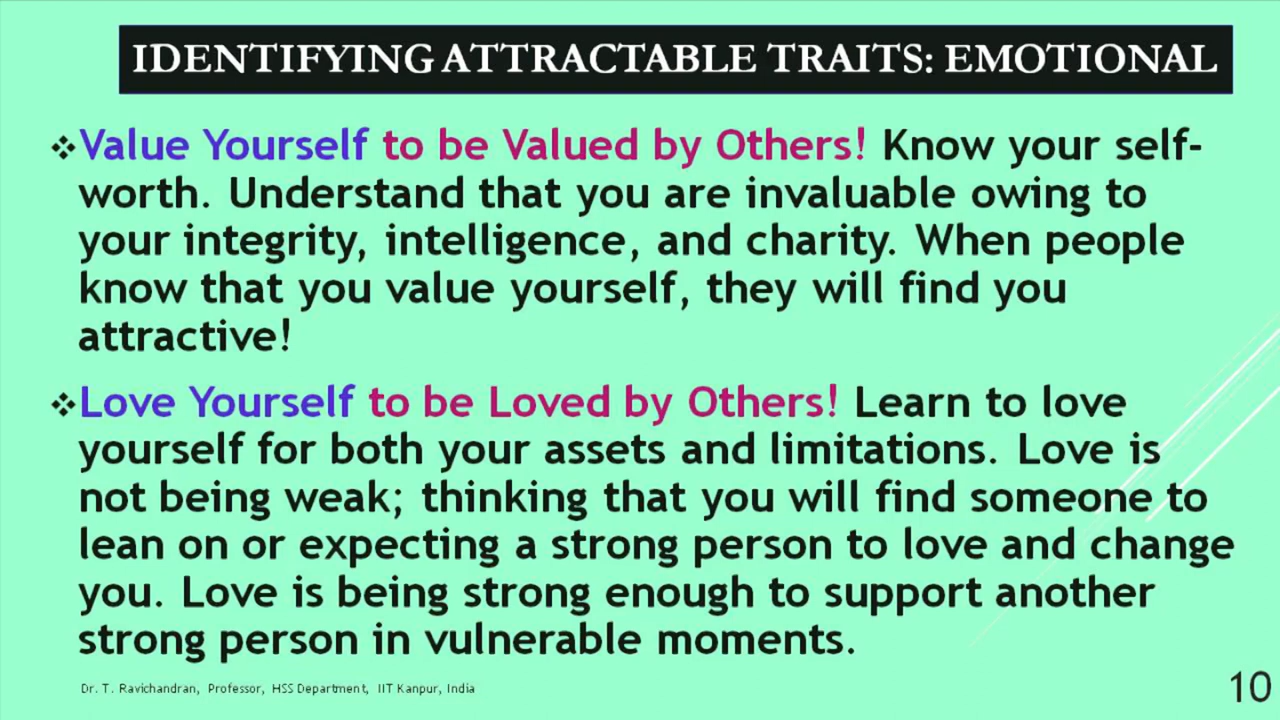 IDENTIFYING ATTRACTABLE TRAITS: EMOTIONAL
❖Value Yourself to be Valued by Others! Know your self-
worth. Understand that you are invaluable owing to
your integrity, intelligence, and charity. When people
know that you value yourself, they will find you
attractive!
❖Love Yourself to be Loved by Others! Learn to love
yourself for both your assets and limitations. Love is
not being weak; thinking that you will find someone to
lean on or expecting a strong person to love and change
you. Love is being strong enough to support another
strong person in vulnerable moments.
Dr. T. Ravichandran, Professor, HSS Department, IIT Kanpur, India
10